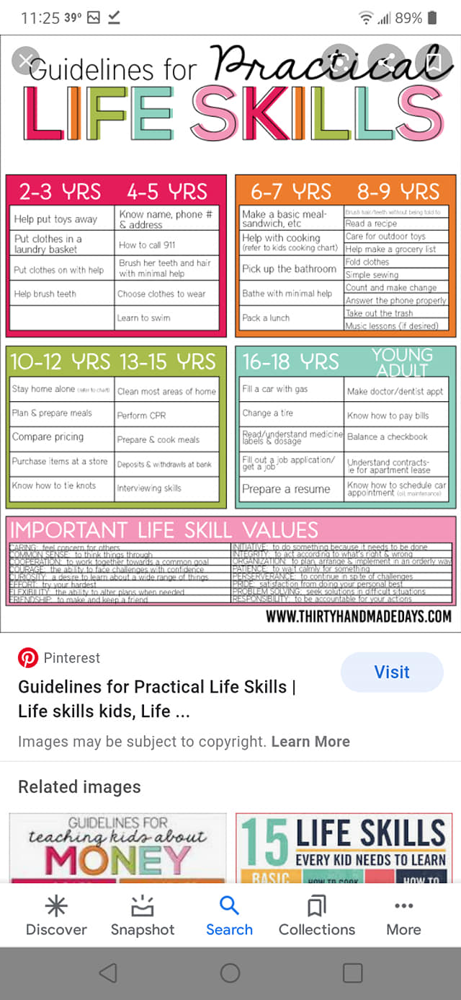 11:25 39° 89%
Guidelines for Practical
LIFE SKILLS
2-3 YRS 4-5 YRS
Help put toys away
Put clothes in a
laundry basket
Put clothes on with help
Help brush teeth
Know name, phone #
& address
How to call 911
Brush her teeth and hair
with minimal help
Choose clothes to wear
Learn to swim
6-7 YRS 8-9 YRS
Make a basic meal-
sandwich, etc
Help with cooking
(refer to kids cooking chart)
Pick up the bathroom
Bathe with minimal help
Pack a lunch
Brush hair/teeth without being told to
Read a recipe
Care for outdoor toys
Help make a grocery list
Fold clothes
Simple sewing
Count and make change
Answer the phone properly
Take out the trash
Music lessons (if desired)
10-12 YRS 13-15 YRS
Stay home alone (refer to chart)
Plan & prepare meals
Compare pricing
Purchase items at a store
Know how to tie knots
Clean most areas of home
Perform CPR
Prepare & cook meals
Deposits & withdrawls at bank
Interviewing skills
16-18 YRS YOUNG
ADULT
Fill a car with gas
Change a tire
Read/understand medicine
labels & dosage
Fill out a job application/
get a job
Prepare a resume
Make doctor/dentist appt
Know how to pay bills
Balance a checkbook
Understand contracts-
ie for apartment lease
Know how to schedule car
appointment (oil, maintenance)
IMPORTANT LIFE SKILL VALUES
CARING: feel concern for others
COMMON SENSE: to think things through
COOPERATION: to work together towards a common goal
COURAGE: the ability to face challenges with confidence
CURIOSITY: a desire to learn about a wide range of things
EFFORT: try your hardest
FLEXIBILITY: the ability to alter plans when needed
FRIENDSHIP: to make and keep a friend
INITIATIVE: to do something because it needs to be done
INTEGRITY: to act according to what's right & wrong
ORGANIZATION: to plan, arrange & implement in an orderly way
PATIENCE: to wait calmly for something
PERSERVERANCE: to continue in spite of challenges
PRIDE: satisfaction from doing your personal best
PROBLEM SOLVING: seek solutions in difficult situations
RESPONSIBILITY: to be accountable for your actions
WWW.THIRTYHANDMADEDAYS.COM
Pinterest
Visit
Guidelines for Practical Life Skills |
Life skills kids, Life ...
Images may be subject to copyright. Learn More
Related images
GUIDELINES FOR
teaching kids about
MONEY
15 LIFE SKILLS
EVERY KID NEEDS TO LEARN
BASIC HOW TO COOK HOW TO
Discover Snapshot Search Collections More